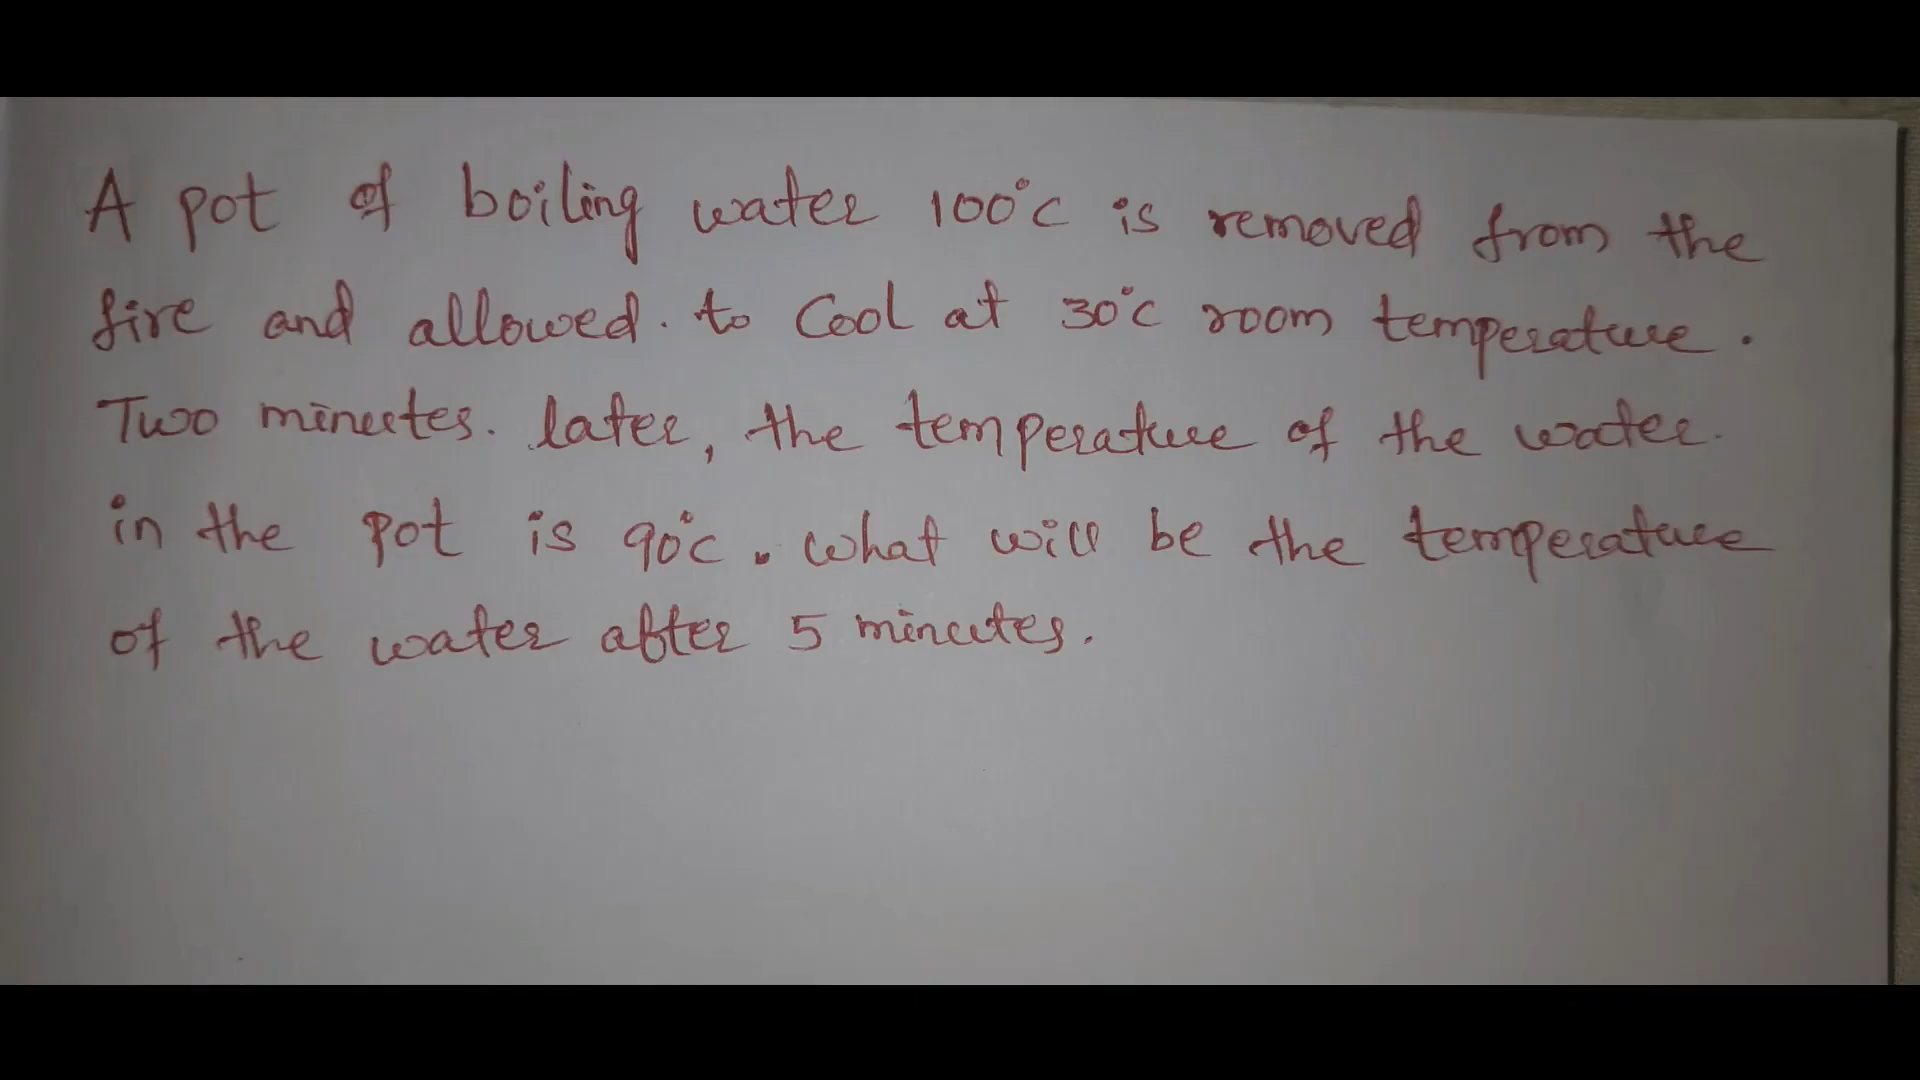 A pot of boiling water 100°C is removed from the
fire and allowed. to cool at 30°C room temperature.
Two minutes. later, the temperature of the water.
in the pot is 90°C. what will be the temperature
of the water after 5 minutes.